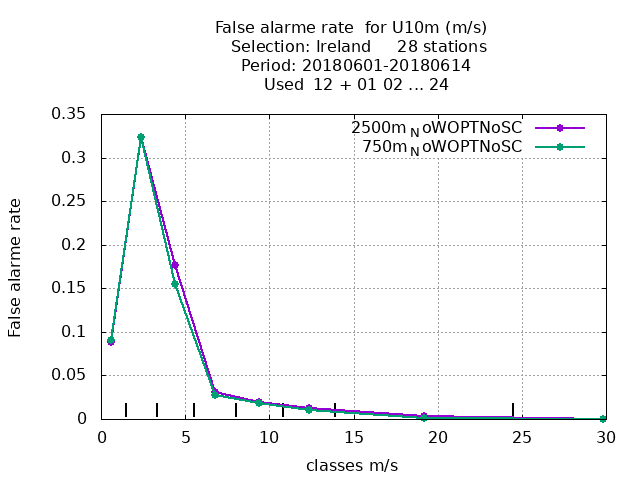 False alarme rate  for U10m (m/s)
Selection: Ireland     28 stations
Period: 20180601-20180614
Used  12 + 01 02 ... 24
2500m_NoWOPTNoSC
750m_NoWOPTNoSC
0.35
0.3
0.25
0.2
0.15
0.1
0.05
0
False alarme rate
0 5 10 15 20 25 30
classes m/s